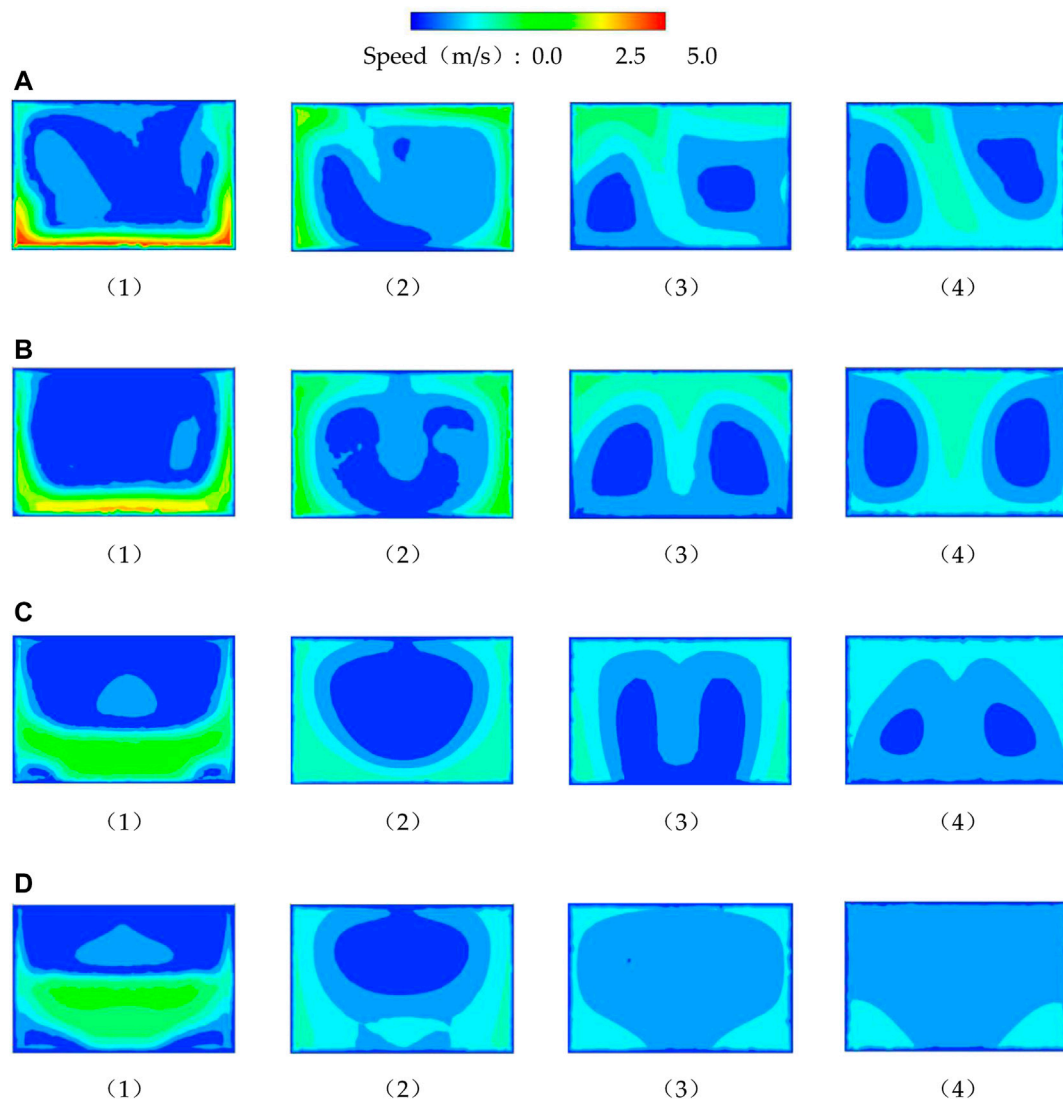 Speed（m/s）: 0.0 2.5 5.0
A
（1） （2） （3） （4）
B
（1） （2） （3） （4）
C
（1） （2） （3） （4）
D
（1） （2） （3） （4）